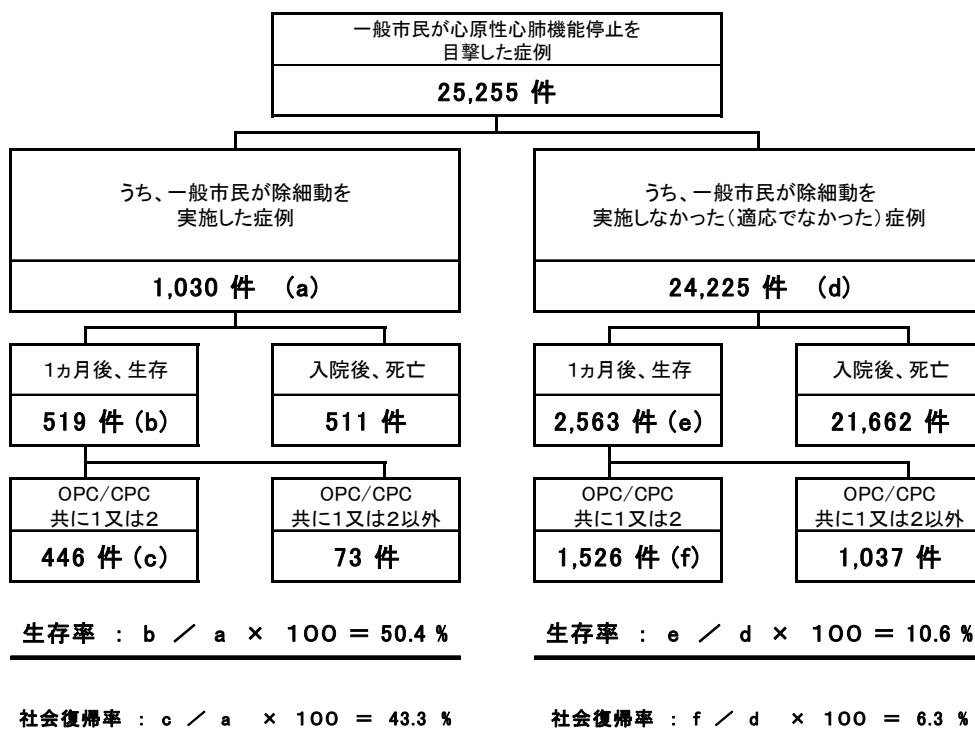 一般市民が心原性心肺機能停止を
目撃した症例
25,255 件
うち、一般市民が除細動を
実施した症例
1,030 件 (a)
うち、一般市民が除細動を
実施しなかった(適応でなかった)症例
24,225 件 (d)
1ヵ月後、生存
519 件 (b)
入院後、死亡
511 件
1ヵ月後、生存
2,563 件 (e)
入院後、死亡
21,662 件
OPC/CPC
共に1又は2
446 件 (c)
OPC/CPC
共に1又は2以外
73 件
OPC/CPC
共に1又は2
1,526 件 (f)
OPC/CPC
共に1又は2以外
1,037 件
生存率 : b / a × 100 = 50.4 %
生存率 : e / d × 100 = 10.6 %
社会復帰率 : c / a × 100 = 43.3 %
社会復帰率 : f / d × 100 = 6.3 %